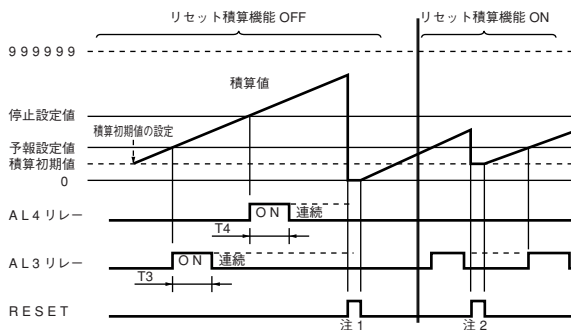 リセット積算機能 OFF
リセット積算機能 ON
999999
積算値
停止設定値
積算初期値の設定
予報設定値
積算初期値
0
AL4 リレー
ON
連続
T4
AL3 リレー
ON
連続
T3
RESET
注 1
注 2